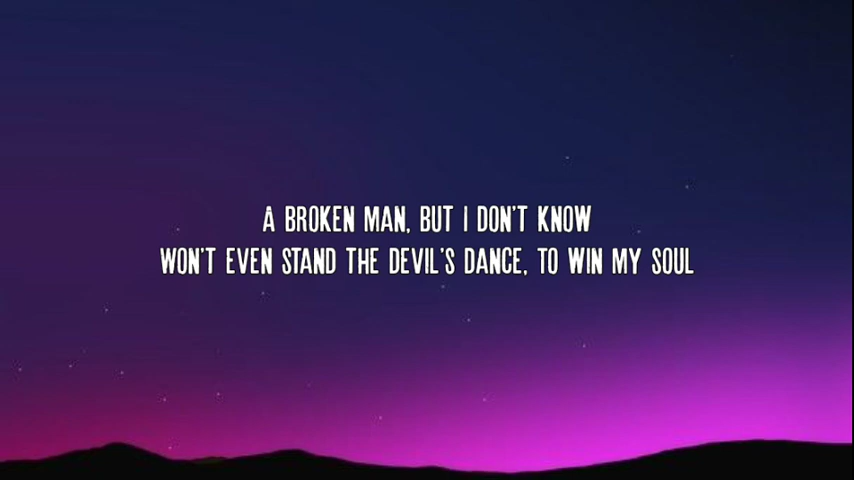 A BROKEN MAN, BUT I DON'T KNOW
WON'T EVEN STAND THE DEVIL'S DANCE, TO WIN MY SOUL